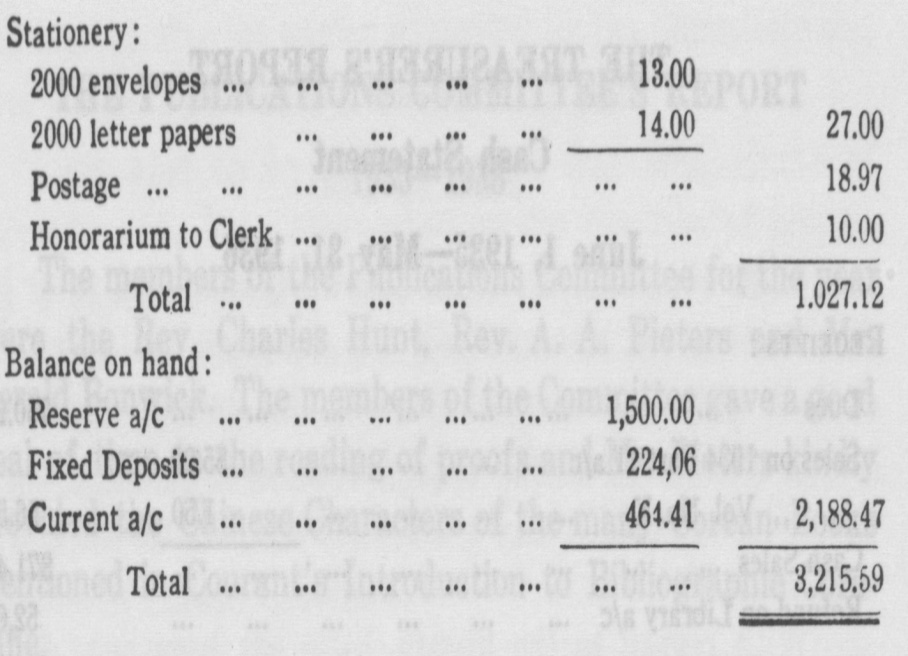 Stationery:
2000 envelopes ... ... ... ... ... 13.00
2000 letter papers ... ... ... ... 14.00 27.00
Postage ... ... ... ... ... ... ... ... 18.97
Honorarium to Clerk ... ... ... ... ... ... 10.00
Total ... ... ... ... ... ... ... 1.027.12
Balance on hand:
Reserve a/c ... ... ... ... ... 1,500.00
Fixed Deposits ... ... ... ... ... 224,06
Current a/c ... ... ... ... ... 464.41 2,188.47
Total ... ... ... ... ... ... ... 3,215.59